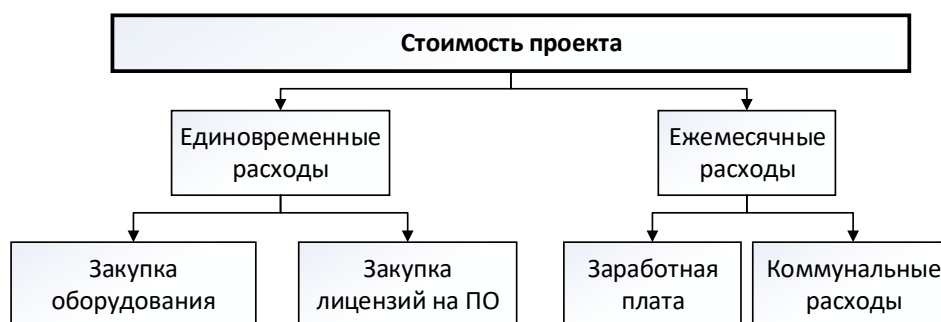 Стоимость проекта
Единовременные
расходы
Ежемесячные
расходы
Закупка
оборудования
Закупка
лицензий на ПО
Заработная
плата
Коммунальные
расходы